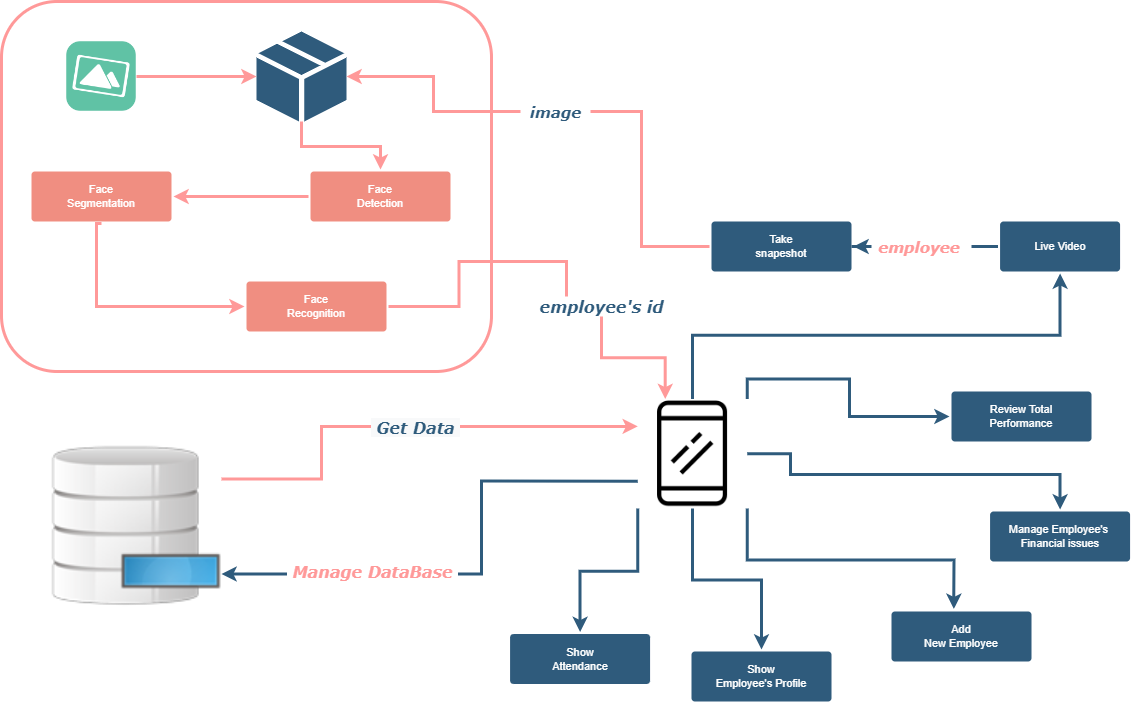 image
Face
Segmentation
Face
Detection
Take
snapeshot
employee
Live Video
Face
Recognition
employee's id
Get Data
Review Total
Performance
Manage Employee's
Financial issues
Manage DataBase
Add
New Employee
Show
Attendance
Show
Employee's Profile